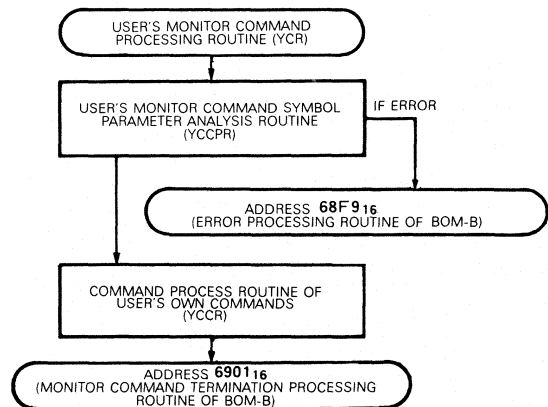 USER'S MONITOR COMMAND
PROCESSING ROUTINE (YCR)
USER'S MONITOR COMMAND SYMBOL
PARAMETER ANALYSIS ROUTINE
(YCCPR)
IF ERROR
ADDRESS 68F9₁₆
(ERROR PROCESSING ROUTINE OF BOM-B)
COMMAND PROCESS ROUTINE OF
USER'S OWN COMMANDS
(YCCR)
ADDRESS 6901₁₆
(MONITOR COMMAND TERMINATION PROCESSING
ROUTINE OF BOM-B)